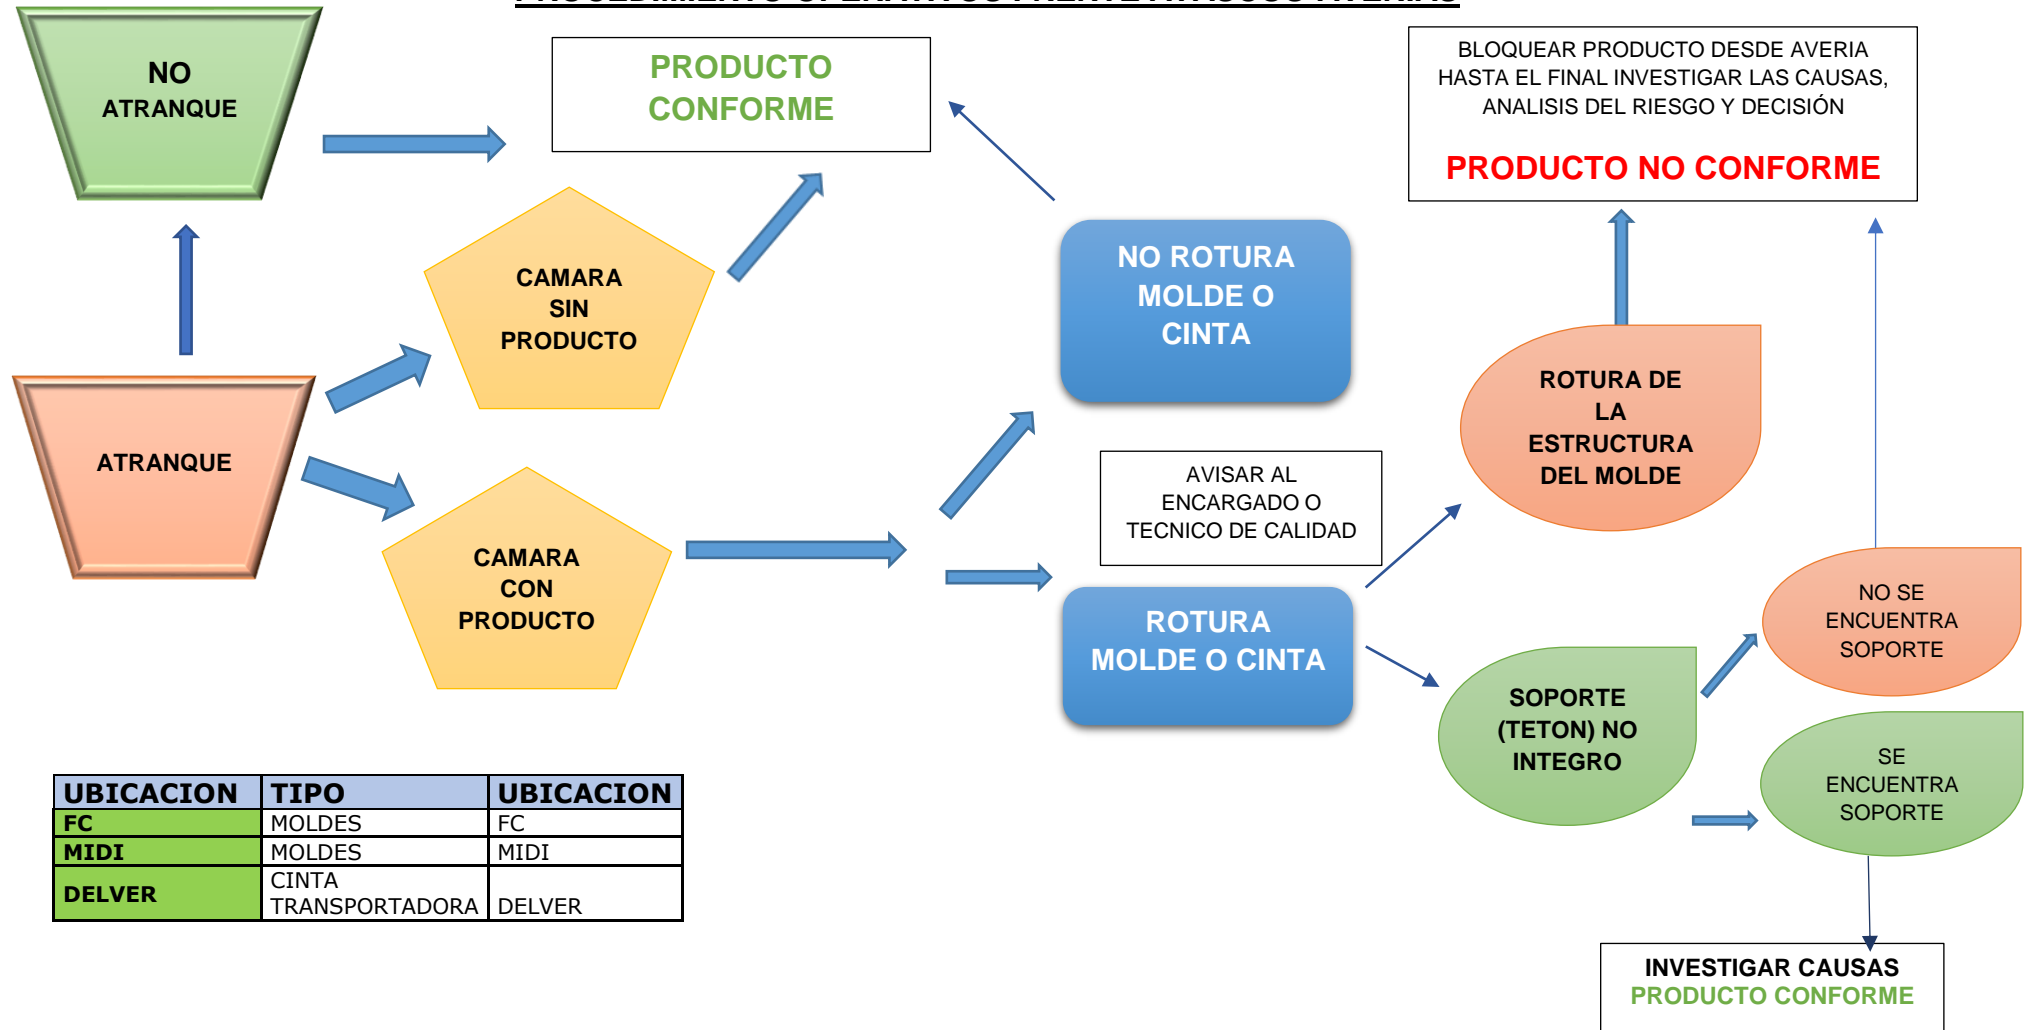 NO
ATRANQUE
PRODUCTO
CONFORME
BLOQUEAR PRODUCTO DESDE AVERIA
HASTA EL FINAL INVESTIGAR LAS CAUSAS,
ANALISIS DEL RIESGO Y DECISIÓN
PRODUCTO NO CONFORME
CAMARA
SIN
PRODUCTO
NO ROTURA
MOLDE O
CINTA
ATRANQUE
ROTURA DE
LA
ESTRUCTURA
DEL MOLDE
AVISAR AL
ENCARGADO O
TECNICO DE CALIDAD
CAMARA
CON
PRODUCTO
ROTURA
MOLDE O CINTA
NO SE
ENCUENTRA
SOPORTE
SOPORTE
(TETON) NO
INTEGRO
SE
ENCUENTRA
SOPORTE
UBICACION TIPO UBICACION
FC MOLDES FC
MIDI MOLDES MIDI
DELVER CINTA
TRANSPORTADORA DELVER
INVESTIGAR CAUSAS
PRODUCTO CONFORME